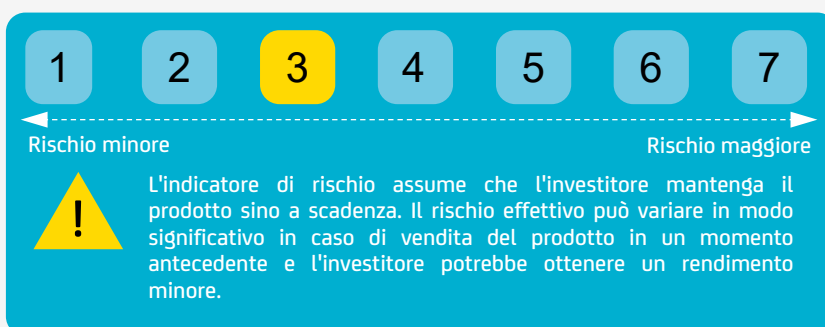 1 2 3 4 5 6 7
Rischio minore Rischio maggiore
! L'indicatore di rischio assume che l'investitore mantenga il
prodotto sino a scadenza. Il rischio effettivo può variare in modo
significativo in caso di vendita del prodotto in un momento
antecedente e l'investitore potrebbe ottenere un rendimento
minore.